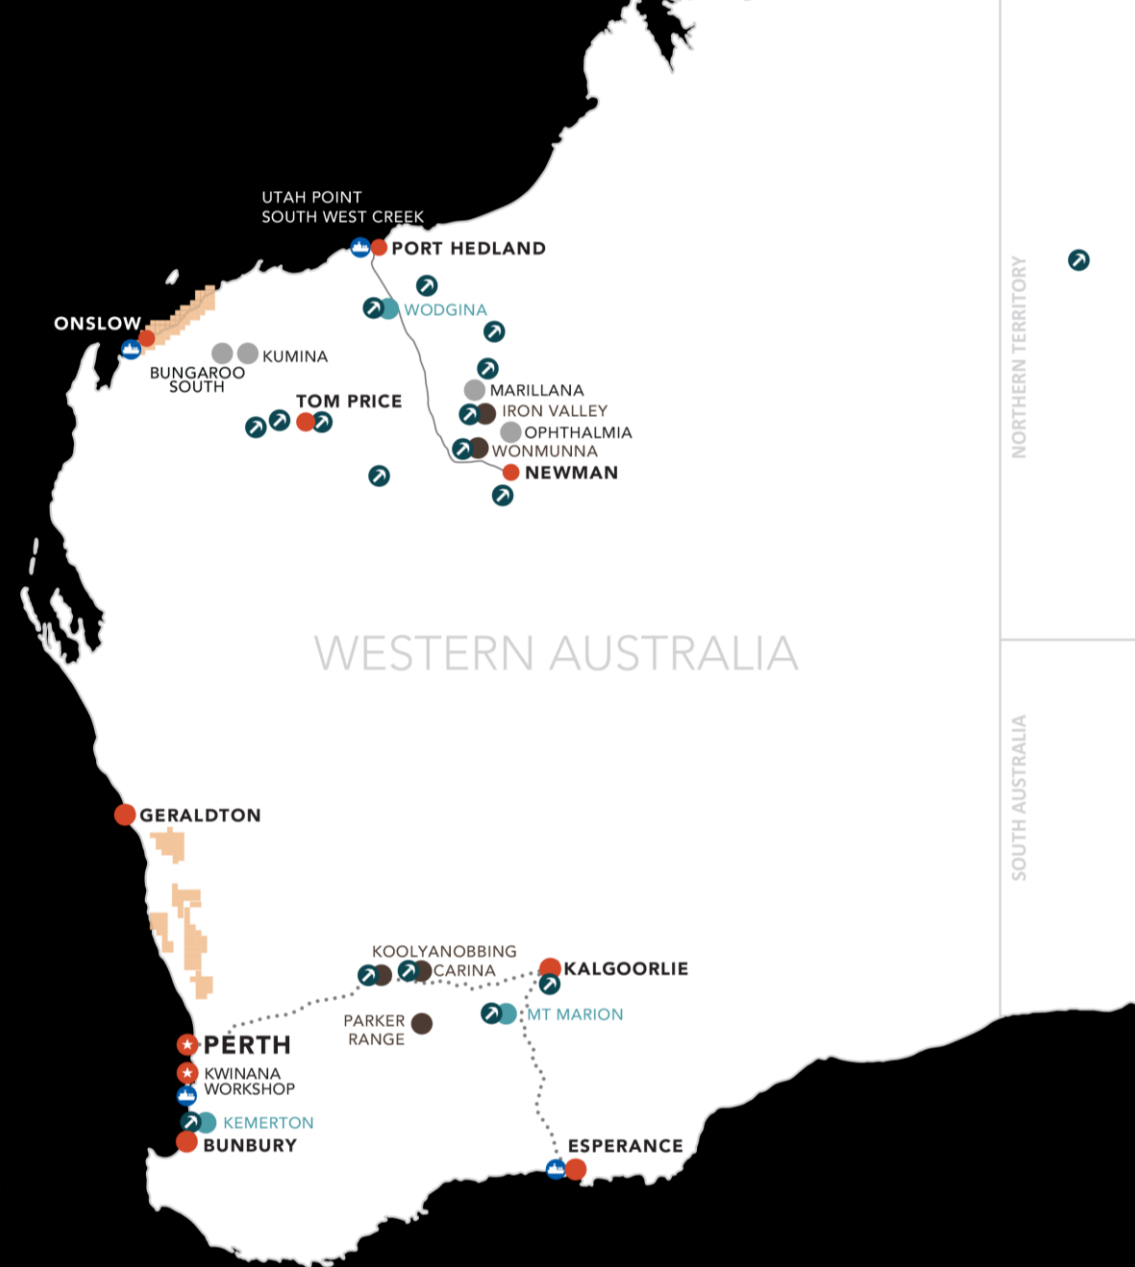 UTAH POINT
SOUTH WEST CREEK
PORT HEDLAND
WODGINA
ONSLOW
KUMINA
BUNGAROO
SOUTH
MARILLANA
TOM PRICE
IRON VALLEY
OPHTHALMIA
WONMUNNA
NEWMAN
NORTHERN TERRITORY
WESTERN AUSTRALIA
SOUTH AUSTRALIA
GERALDTON
KOOLYANOBBING
CARINA
KALGOORLIE
MT MARION
PARKER
RANGE
PERTH
KWINANA
WORKSHOP
KEMERTON
BUNBURY
ESPERANCE